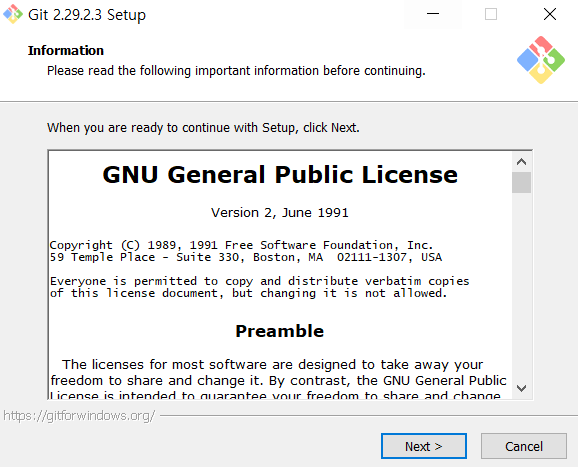 Git 2.29.2.3 Setup
Information
Please read the following important information before continuing.
When you are ready to continue with Setup, click Next.
GNU General Public License
Version 2, June 1991
Copyright (C) 1989, 1991 Free Software Foundation, Inc.
59 Temple Place - Suite 330, Boston, MA  02111-1307, USA
Everyone is permitted to copy and distribute verbatim copies
of this license document, but changing it is not allowed.
Preamble
The licenses for most software are designed to take away your
freedom to share and change it. By contrast, the GNU General Public
License is intended to guarantee your freedom to share and change
https://gitforwindows.org/
Next >
Cancel